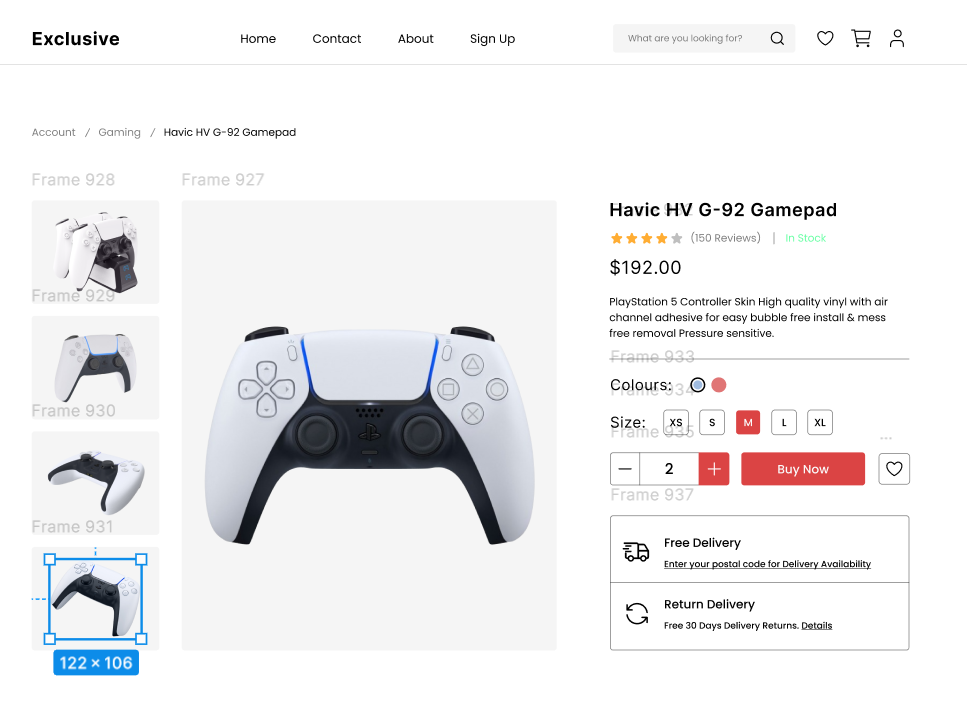 Exclusive
Home
Contact
About
Sign Up
What are you looking for?
Account / Gaming / Havic HV G-92 Gamepad
Frame 928
Frame 927
Frame 929
Frame 930
Frame 931
122 × 106
Havic HV G-92 Gamepad
(150 Reviews) | In Stock
$192.00
PlayStation 5 Controller Skin High quality vinyl with air
channel adhesive for easy bubble free install & mess
free removal Pressure sensitive.
Frame 933
Colours:
Frame 934
Size:
XS
S
M
L
XL
Frame 935
...
2
Buy Now
Frame 937
Free Delivery
Enter your postal code for Delivery Availability
Return Delivery
Free 30 Days Delivery Returns. Details